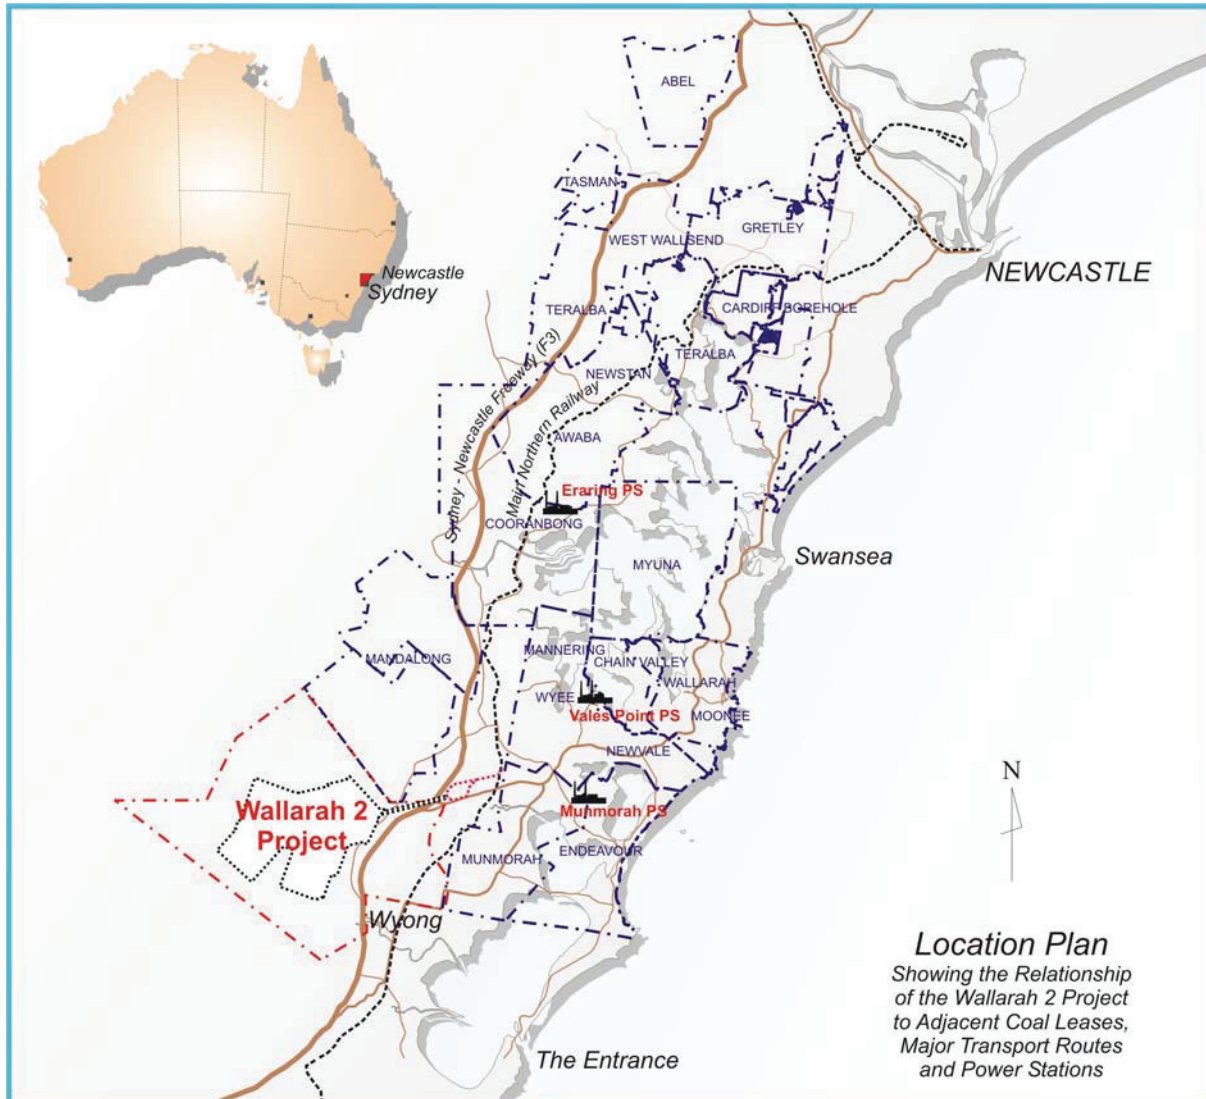 ABEL
TASMAN
GRETLEY
WEST WALLSEND
Newcastle
Sydney
NEWCASTLE
TERALBA
CARDIFF BOREHOLE
TERALBA
NEWSTAN
Sydney - Newcastle Freeway (F3)
Main Northern Railway
AWABA
Eraring PS
COORANBONG
Swansea
MYUNA
MANDALONG
MANNERING
CHAIN VALLEY
WALLARAH
WYEE
Vales Point PS
MOONEE
NEWVALE
N
Wallarah 2
Project
Munmorah PS
MUNMORAH
ENDEAVOUR
Wyong
The Entrance
Location Plan
Showing the Relationship
of the Wallarah 2 Project
to Adjacent Coal Leases,
Major Transport Routes
and Power Stations